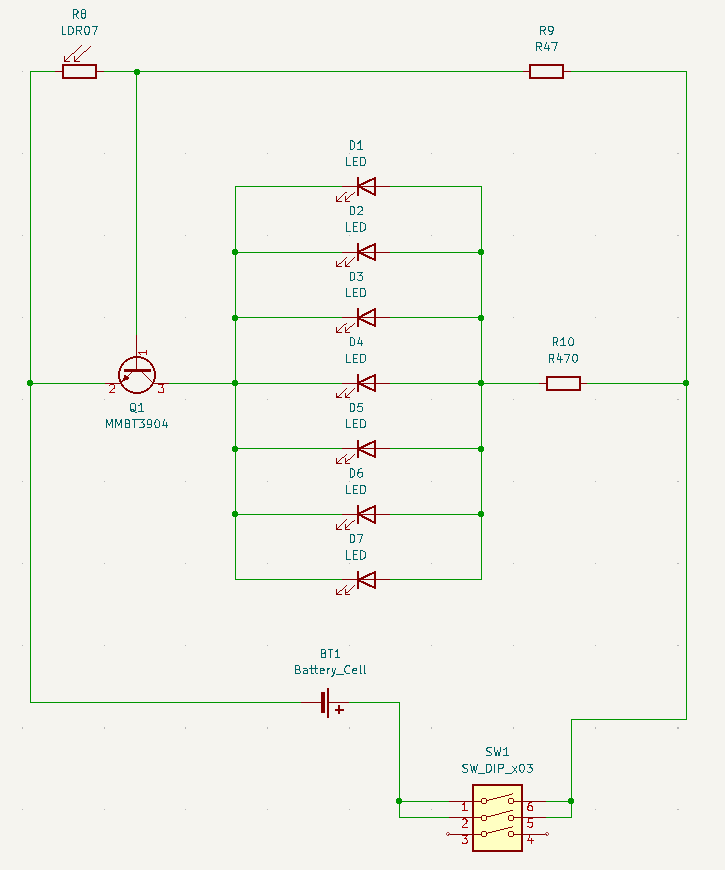 R8
LDR07
R9
R47
D1
LED
D2
LED
D3
LED
D4
LED
R10
R470
1
2
3
Q1
MMBT3904
D5
LED
D6
LED
D7
LED
BT1
Battery_Cell
+
SW1
SW_DIP_x03
1 6
2 5
3 4